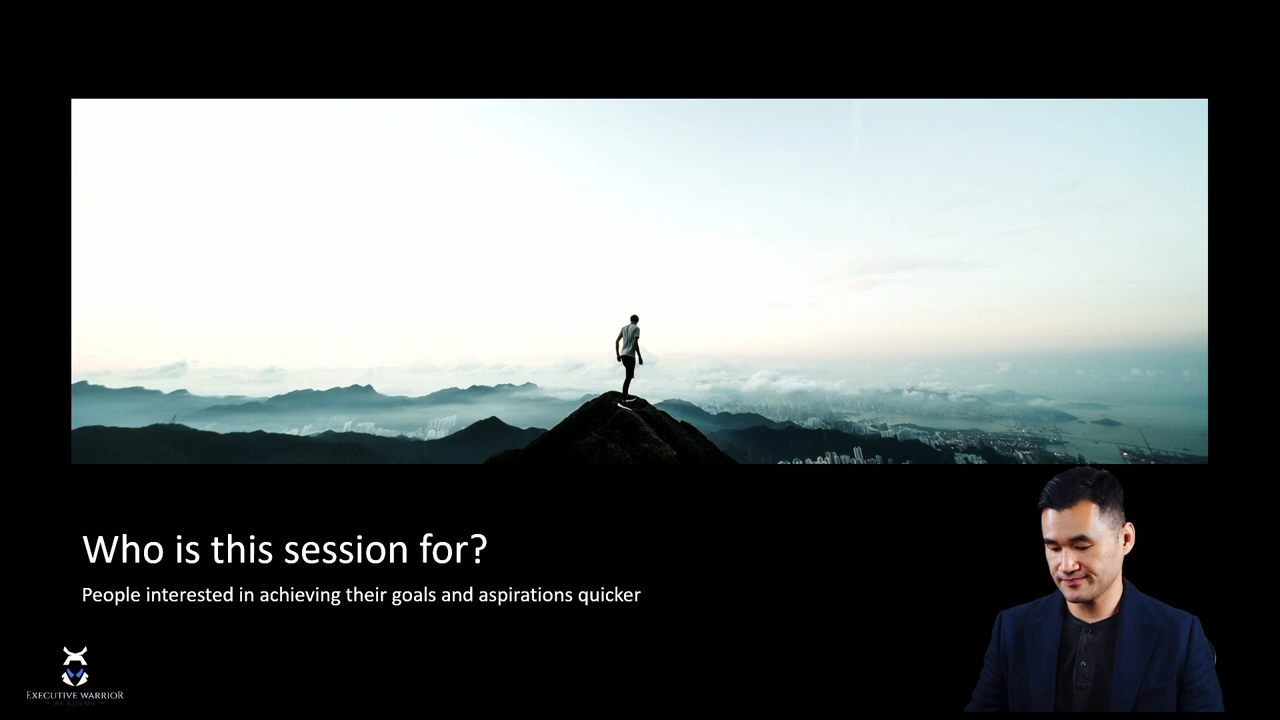 Who is this session for?
People interested in achieving their goals and aspirations quicker
EXECUTIVE WARRIOR
ACADEMY